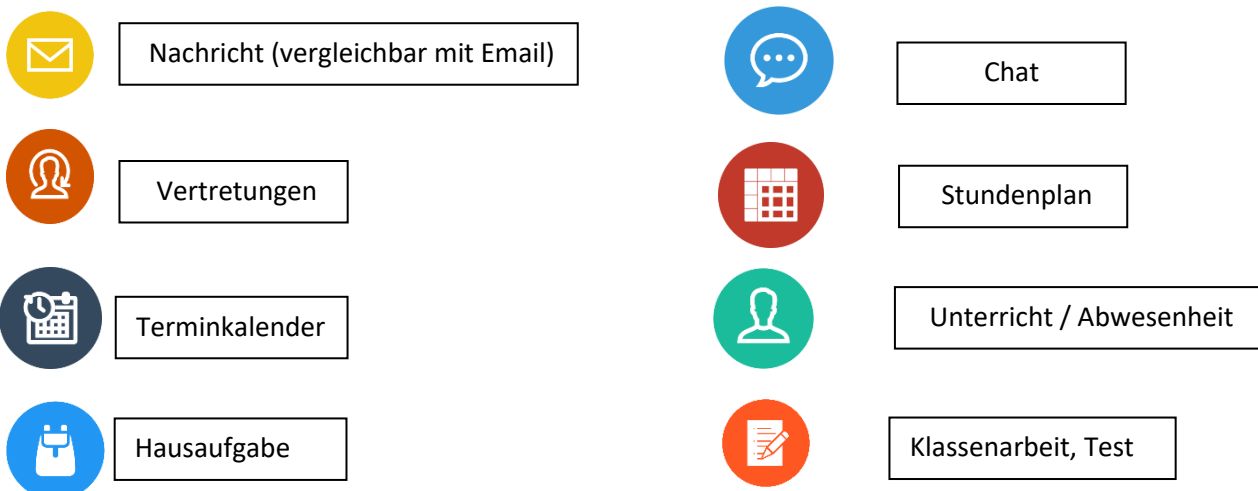 Nachricht (vergleichbar mit Email)
Chat
Vertretungen
Stundenplan
Terminkalender
Unterricht / Abwesenheit
Hausaufgabe
Klassenarbeit, Test